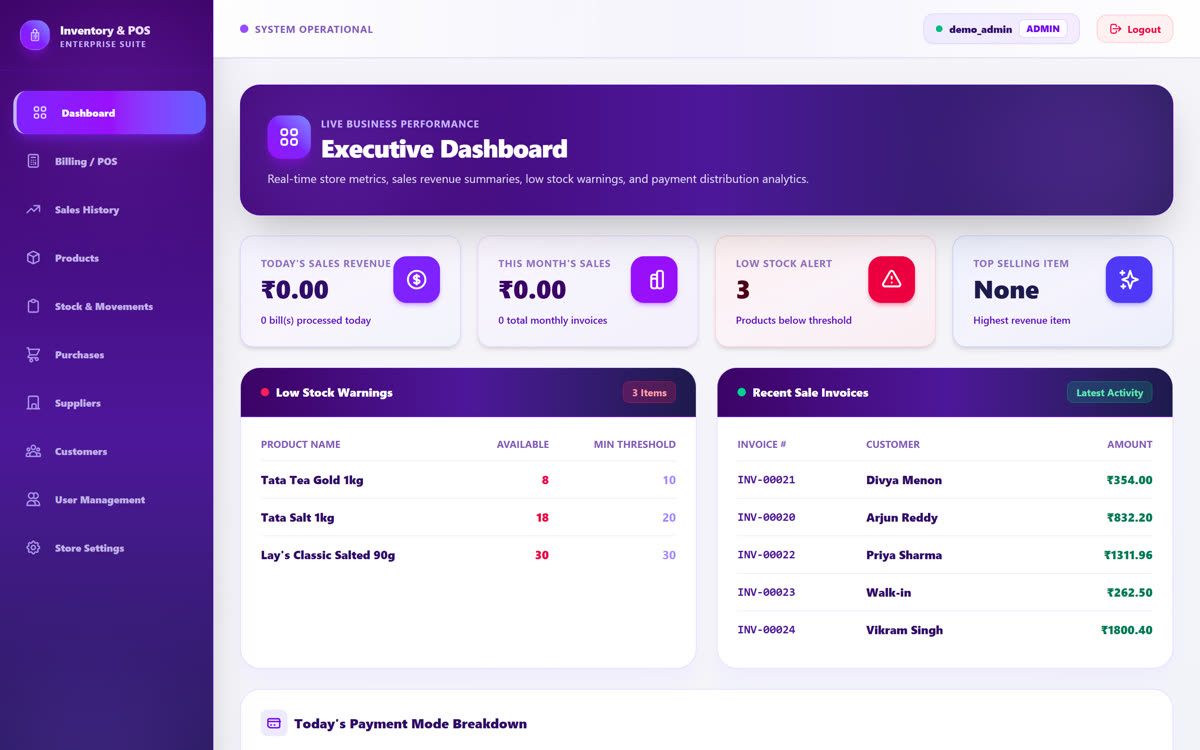 Inventory & POS
ENTERPRISE SUITE
Dashboard
Billing / POS
Sales History
Products
Stock & Movements
Purchases
Suppliers
Customers
User Management
Store Settings
SYSTEM OPERATIONAL
demo_admin ADMIN
Logout
LIVE BUSINESS PERFORMANCE
Executive Dashboard
Real-time store metrics, sales revenue summaries, low stock warnings, and payment distribution analytics.
TODAY'S SALES REVENUE
₹0.00
0 bill(s) processed today
THIS MONTH'S SALES
₹0.00
0 total monthly invoices
LOW STOCK ALERT
3
Products below threshold
TOP SELLING ITEM
None
Highest revenue item
Low Stock Warnings 3 Items
PRODUCT NAME AVAILABLE MIN THRESHOLD
Tata Tea Gold 1kg 8 10
Tata Salt 1kg 18 20
Lay's Classic Salted 90g 30 30
Recent Sale Invoices Latest Activity
INVOICE # CUSTOMER AMOUNT
INV-00021 Divya Menon ₹354.00
INV-00020 Arjun Reddy ₹832.20
INV-00022 Priya Sharma ₹1311.96
INV-00023 Walk-in ₹262.50
INV-00024 Vikram Singh ₹1800.40
Today's Payment Mode Breakdown